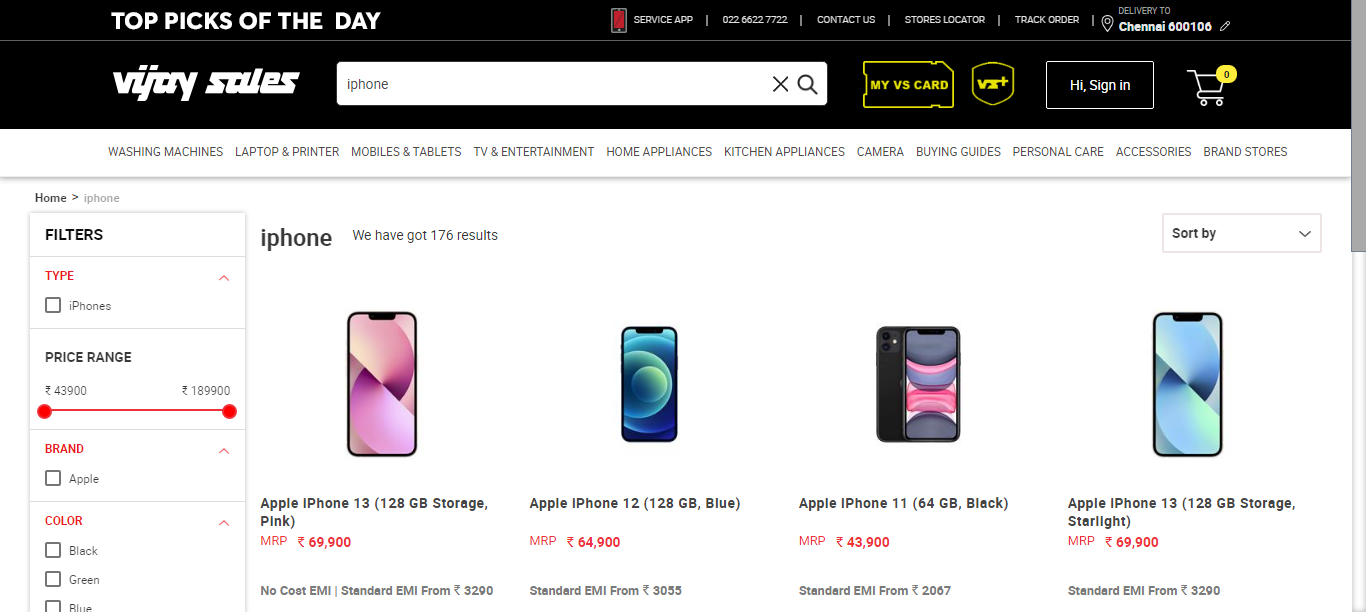 TOP PICKS OF THE DAY
SERVICE APP | 022 6622 7722 | CONTACT US | STORES LOCATOR | TRACK ORDER |
DELIVERY TO
Chennai 600106
vijay sales
iphone
MY VS CARD
VS+
Hi, Sign in
0
WASHING MACHINES LAPTOP & PRINTER MOBILES & TABLETS TV & ENTERTAINMENT HOME APPLIANCES KITCHEN APPLIANCES CAMERA BUYING GUIDES PERSONAL CARE ACCESSORIES BRAND STORES
Home > iphone
FILTERS
TYPE
iPhones
PRICE RANGE
₹ 43900 ₹ 189900
BRAND
Apple
COLOR
Black
Green
Blue
iphone We have got 176 results
Sort by
Apple IPhone 13 (128 GB Storage,
Pink)
MRP ₹ 69,900
No Cost EMI | Standard EMI From ₹ 3290
Apple IPhone 12 (128 GB, Blue)
MRP ₹ 64,900
Standard EMI From ₹ 3055
Apple IPhone 11 (64 GB, Black)
MRP ₹ 43,900
Standard EMI From ₹ 2067
Apple IPhone 13 (128 GB Storage,
Starlight)
MRP ₹ 69,900
Standard EMI From ₹ 3290